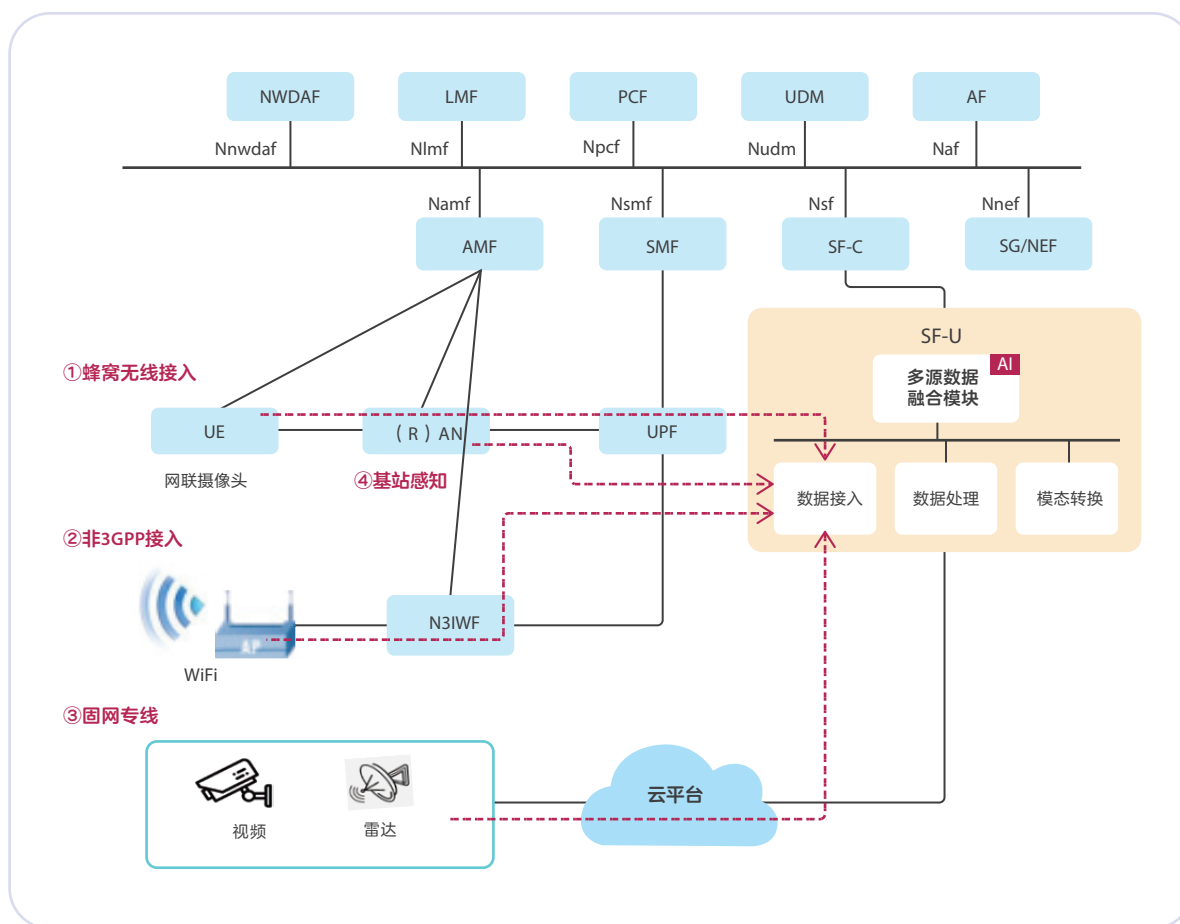 NWDAF
LMF
PCF
UDM
AF
Nnwdaf
Nlmf
Npcf
Nudm
Naf
Namf
Nsmf
Nsf
Nnef
AMF
SMF
SF-C
SG/NEF
SF-U
AI
多源数据
融合模块
①蜂窝无线接入
UE
（R）AN
UPF
网联摄像头
④基站感知
数据接入
数据处理
模态转换
②非3GPP接入
AP
N3IWF
WiFi
③固网专线
视频
雷达
云平台